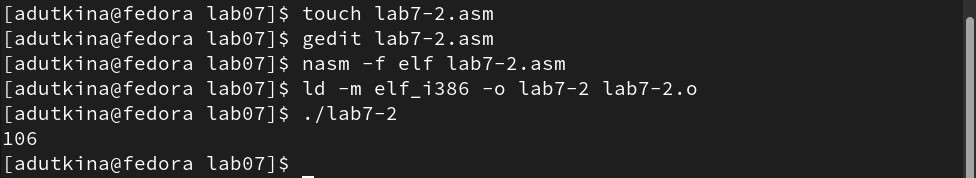 [adutkina@fedora lab07]$ touch lab7-2.asm
[adutkina@fedora lab07]$ gedit lab7-2.asm
[adutkina@fedora lab07]$ nasm -f elf lab7-2.asm
[adutkina@fedora lab07]$ ld -m elf_i386 -o lab7-2 lab7-2.o
[adutkina@fedora lab07]$ ./lab7-2
106
[adutkina@fedora lab07]$